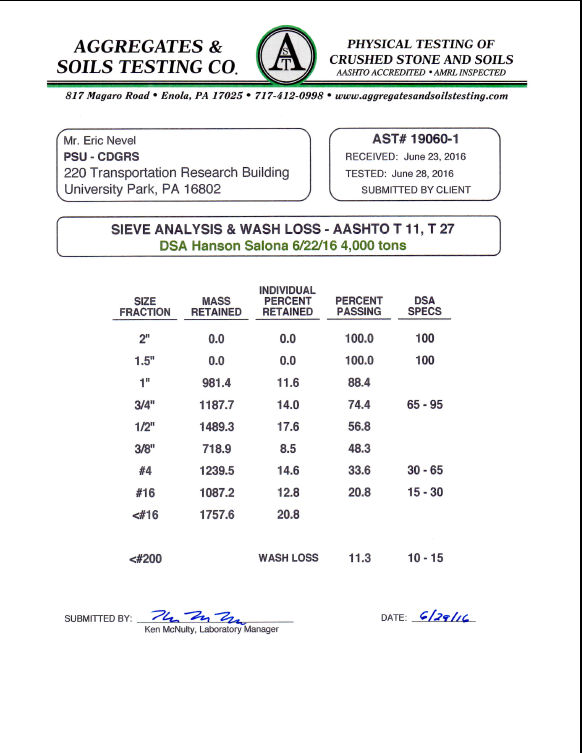 AGGREGATES &
SOILS TESTING CO.
AST
PHYSICAL TESTING OF
CRUSHED STONE AND SOILS
AASHTO ACCREDITED • AMRL INSPECTED
817 Magaro Road • Enola, PA 17025 • 717-412-0998 • www.aggregatesandsoilstesting.com
Mr. Eric Nevel
PSU - CDGRS
220 Transportation Research Building
University Park, PA 16802
AST# 19060-1
RECEIVED: June 23, 2016
TESTED: June 28, 2016
SUBMITTED BY CLIENT
SIEVE ANALYSIS & WASH LOSS - AASHTO T 11, T 27
DSA Hanson Salona 6/22/16 4,000 tons
SIZE FRACTION MASS RETAINED INDIVIDUAL PERCENT RETAINED PERCENT PASSING DSA SPECS
2" 0.0 0.0 100.0 100
1.5" 0.0 0.0 100.0 100
1" 981.4 11.6 88.4
3/4" 1187.7 14.0 74.4 65 - 95
1/2" 1489.3 17.6 56.8
3/8" 718.9 8.5 48.3
#4 1239.5 14.6 33.6 30 - 65
#16 1087.2 12.8 20.8 15 - 30
<#16 1757.6 20.8
<#200 WASH LOSS 11.3 10 - 15
SUBMITTED BY:
Ken McNulty, Laboratory Manager
DATE: 6/29/16